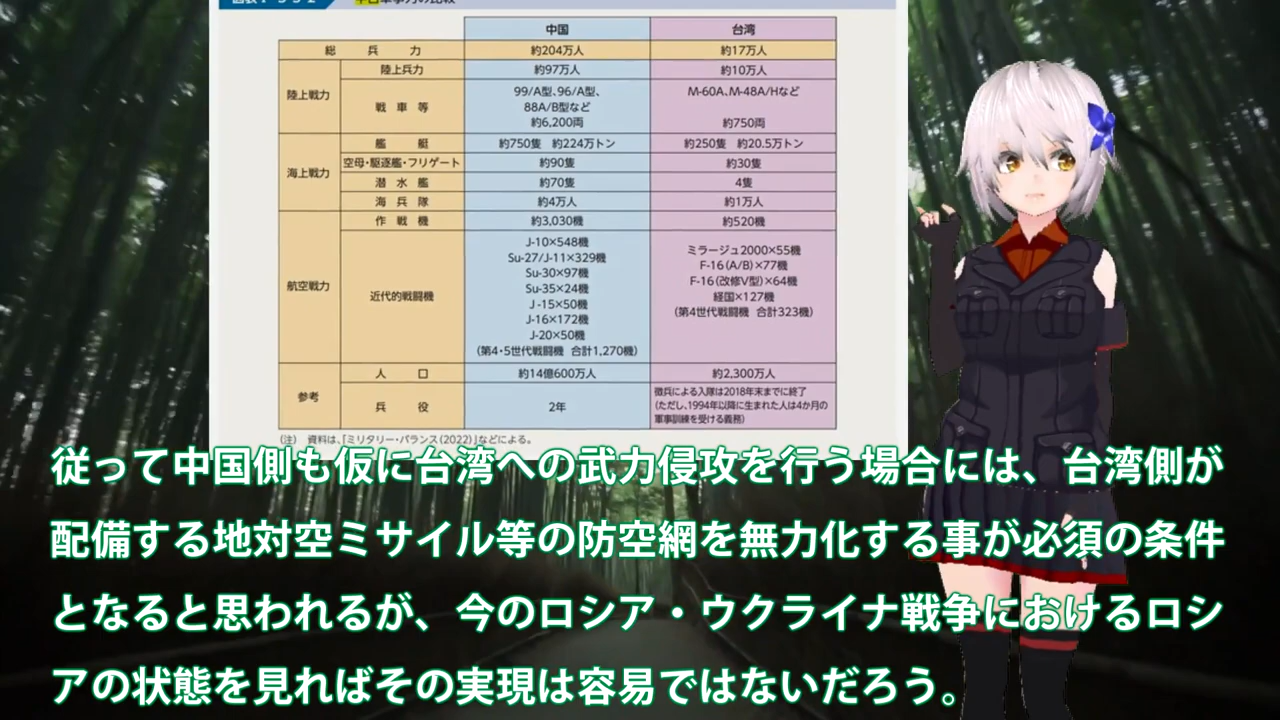 中台軍事力の比較
中国 台湾
総兵力 約204万人 約17万人
陸上戦力 陸上兵力 約97万人 約10万人
戦車等 99/A型、96/A型、 M-60A、M-48A/Hなど
88A/B型など
約6,200両 約750両
海上戦力 艦艇 約750隻 約224万トン 約250隻 約20.5万トン
空母・駆逐艦・フリゲート 約90隻 約30隻
潜水艦 約70隻 4隻
海兵隊 約4万人 約1万人
航空戦力 作戦機 約3,030機 約520機
近代的戦闘機 J-10×548機 ミラージュ2000×55機
Su-27/J-11×329機 F-16(A/B)×77機
Su-30×97機 F-16(改修V型)×64機
Su-35×24機 経国×127機
J-15×50機 (第4世代戦闘機 合計323機)
J-16×172機
J-20×50機
(第4・5世代戦闘機 合計1,270機)
参考 人口 約14億600万人 約2,300万人
兵役 2年 徴兵による入隊は2018年末までに終了
(ただし、1994年以降に生まれた人は4か月の
軍事訓練を受ける義務)
(注) 資料は、「ミリタリー・バランス(2022)」などによる。
従って中国側も仮に台湾への武力侵攻を行う場合には、台湾側が
配備する地対空ミサイル等の防空網を無力化する事が必須の条件
となると思われるが、今のロシア・ウクライナ戦争におけるロシ
アの状態を見ればその実現は容易ではないだろう。